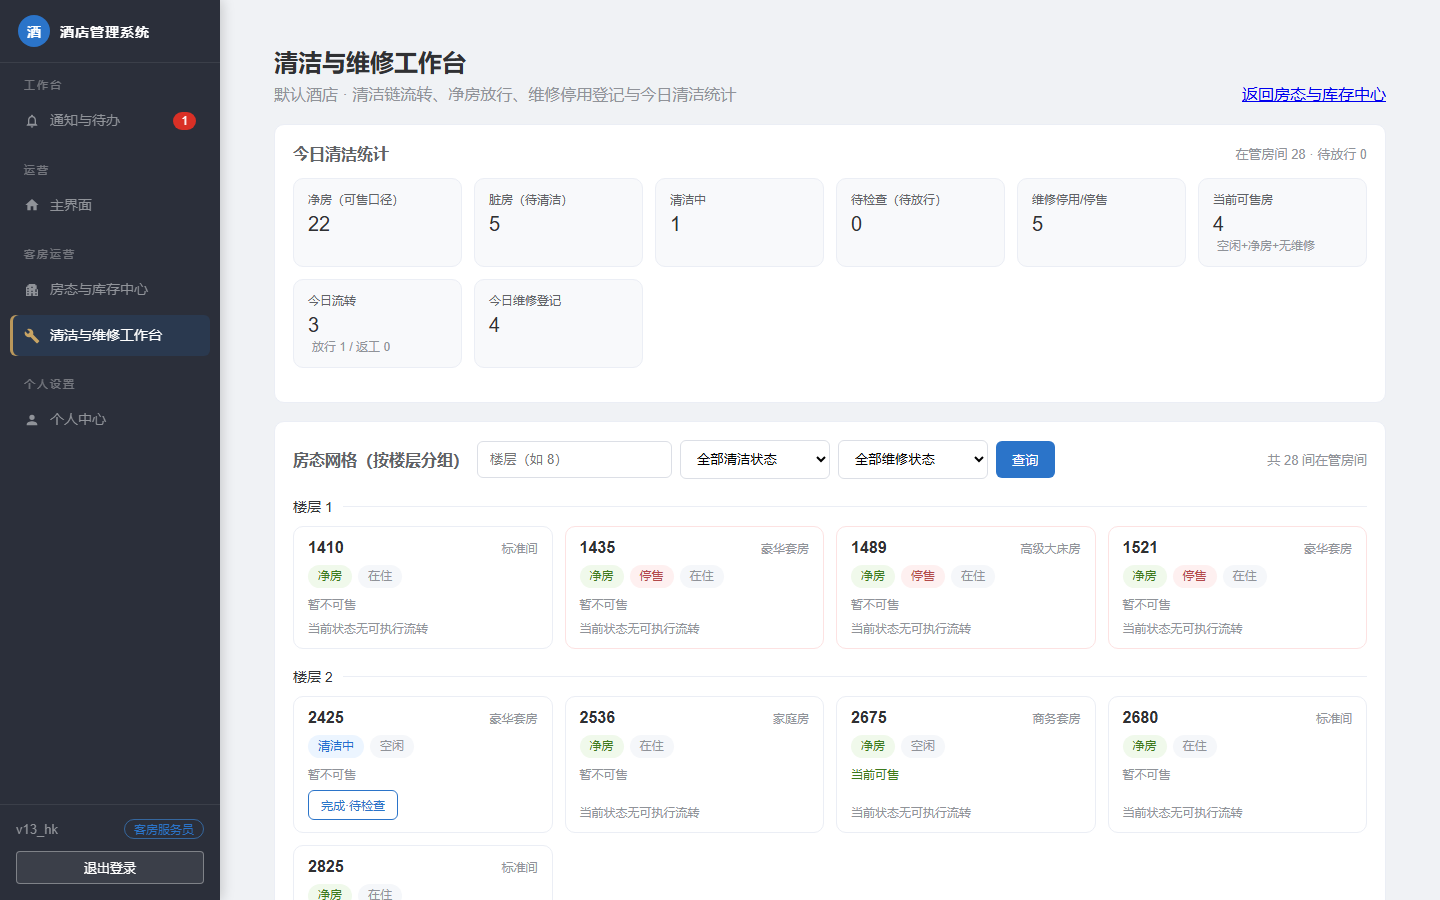 酒 酒店管理系统
工作台
通知与待办 1
运营
主界面
客房运营
房态与库存中心
清洁与维修工作台
个人设置
个人中心
v13_hk 客房服务员
退出登录
清洁与维修工作台
默认酒店 · 清洁链流转、净房放行、维修停用登记与今日清洁统计
返回房态与库存中心
今日清洁统计
在管房间 28 · 待放行 0
净房（可售口径）
22
脏房（待清洁）
5
清洁中
1
待检查（待放行）
0
维修停用/停售
5
当前可售房
4
空闲+净房+无维修
今日流转
3
放行 1 / 返工 0
今日维修登记
4
房态网格（按楼层分组）
楼层（如 8）
全部清洁状态
全部维修状态
查询
共 28 间在管房间
楼层 1
1410 标准间
净房 在住
暂不可售
当前状态无可执行流转
1435 豪华套房
净房 停售 在住
暂不可售
当前状态无可执行流转
1489 高级大床房
净房 停售 在住
暂不可售
当前状态无可执行流转
1521 豪华套房
净房 停售 在住
暂不可售
当前状态无可执行流转
楼层 2
2425 豪华套房
清洁中 空闲
暂不可售
完成·待检查
2536 家庭房
净房 在住
暂不可售
当前状态无可执行流转
2675 商务套房
净房 空闲
当前可售
当前状态无可执行流转
2680 标准间
净房 在住
暂不可售
当前状态无可执行流转
2825 标准间
净房 在住